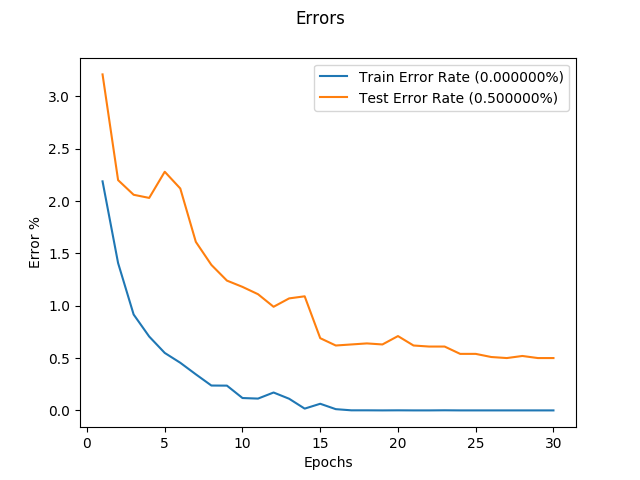 Errors
Train Error Rate (0.000000%)
Test Error Rate (0.500000%)
Error %
3.0
2.5
2.0
1.5
1.0
0.5
0.0
0 5 10 15 20 25 30
Epochs